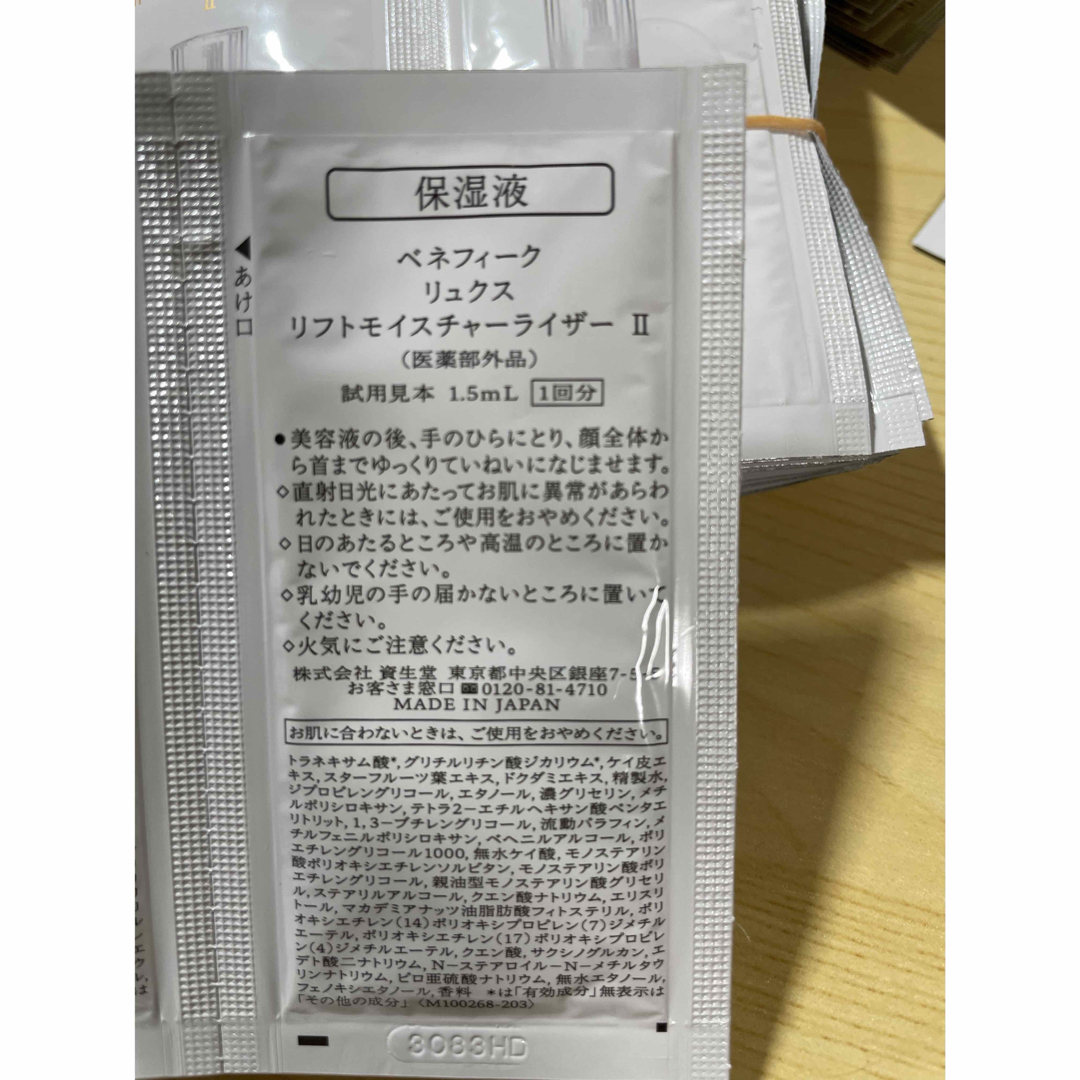 保湿液
あけ口
ベネフィーク
リュクス
リフトモイスチャーライザー Ⅱ
（医薬部外品）
試用見本 1.5mL 1回分
●美容液の後、手のひらにとり、顔全体か
ら首までゆっくりていねいになじませます。
◇直射日光にあたってお肌に異常があらわ
れたときには、ご使用をおやめください。
◇日のあたるところや高温のところに置か
ないでください。
◇乳幼児の手の届かないところに置いて
ください。
◇火気にご注意ください。
株式会社 資生堂 東京都中央区銀座7-5-5
お客さま窓口 0120-81-4710
MADE IN JAPAN
お肌に合わないときは、ご使用をおやめください。
トラネキサム酸*, グリチルリチン酸ジカリウム*, ケイ皮エ
キス, スターフルーツ葉エキス, ドクダミエキス, 精製水,
ジプロピレングリコール, エタノール, 濃グリセリン, メチ
ルポリシロキサン, テトラ2－エチルヘキサン酸ペンタエ
リトリット, 1, 3－ブチレングリコール, 流動パラフィン, メ
チルフェニルポリシロキサン, ベヘニルアルコール, ポリ
エチレングリコール1000, 無水ケイ酸, モノステアリン
酸ポリオキシエチレンソルビタン, モノステアリン酸ポリ
エチレングリコール, 親油型モノステアリン酸グリセリ
ル, ステアリルアルコール, クエン酸ナトリウム, エリスリ
トール, マカデミアナッツ油脂肪酸フィトステリル, ポリ
オキシエチレン（14）ポリオキシプロピレン（7）ジメチル
エーテル, ポリオキシエチレン（17）ポリオキシプロピレ
ン（4）ジメチルエーテル, クエン酸, サクシノグルカン, エ
デト酸二ナトリウム, N－ステアロイル－N－メチルタウ
リンナトリウム, ピロ亜硫酸ナトリウム, 無水エタノール,
フェノキシエタノール, 香料 *は「有効成分」無表示は
「その他の成分」〈M100268-203〉
3083HD